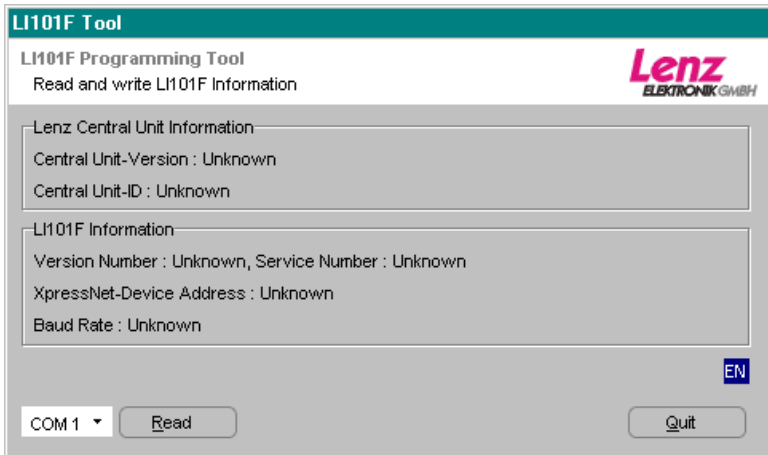 LI101F Tool
LI101F Programming Tool
Read and write LI101F Information
Lenz
ELEKTRONIK GMBH
Lenz Central Unit Information
Central Unit-Version : Unknown
Central Unit-ID : Unknown
LI101F Information
Version Number : Unknown, Service Number : Unknown
XpressNet-Device Address : Unknown
Baud Rate : Unknown
EN
COM 1 Read Quit